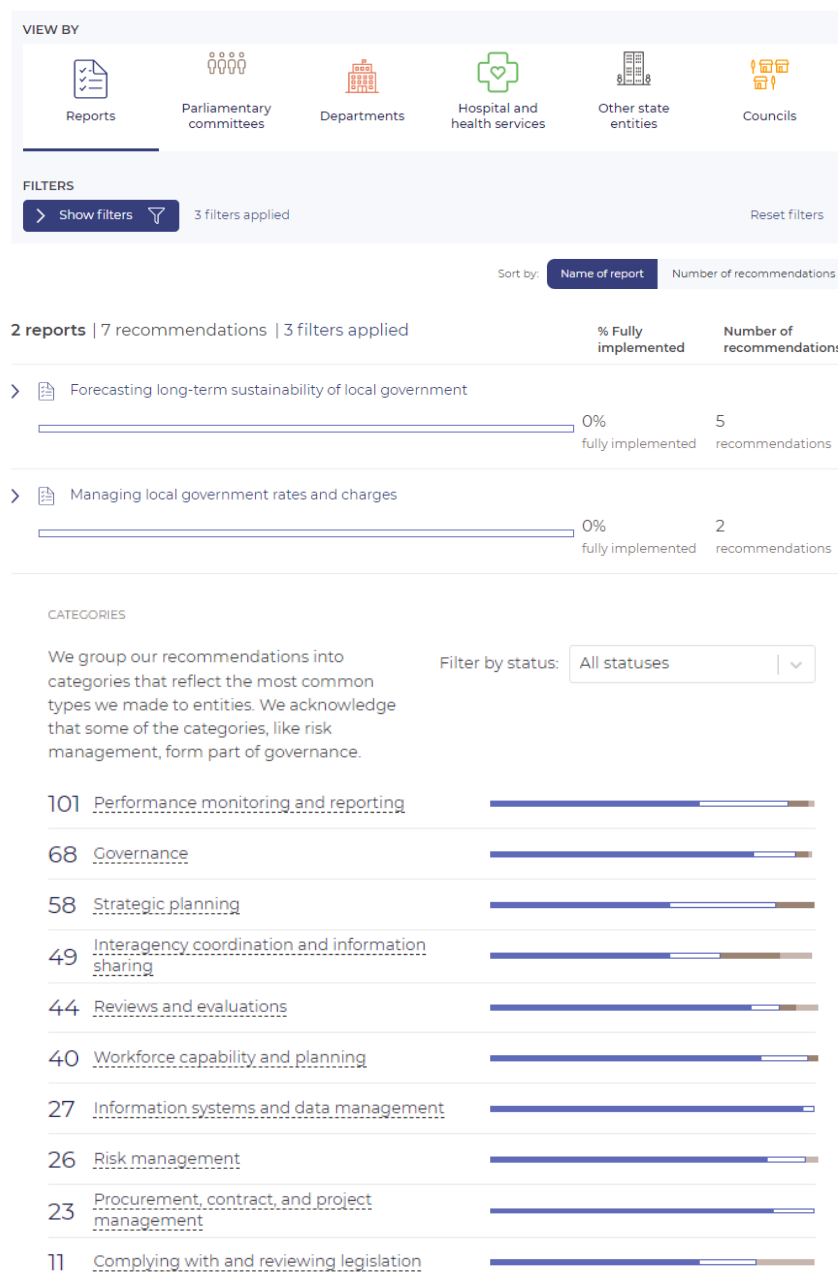 VIEW BY
Reports
Parliamentary
committees
Departments
Hospital and
health services
Other state
entities
Councils
FILTERS
Show filters
3 filters applied
Reset filters
Sort by:
Name of report
Number of recommendations
2 reports | 7 recommendations | 3 filters applied
% Fully
implemented
Number of
recommendations
Forecasting long-term sustainability of local government
0%
fully implemented
5
recommendations
Managing local government rates and charges
0%
fully implemented
2
recommendations
CATEGORIES
We group our recommendations into
categories that reflect the most common
types we made to entities. We acknowledge
that some of the categories, like risk
management, form part of governance.
Filter by status:
All statuses
101 Performance monitoring and reporting
68 Governance
58 Strategic planning
49 Interagency coordination and information
sharing
44 Reviews and evaluations
40 Workforce capability and planning
27 Information systems and data management
26 Risk management
23 Procurement, contract, and project
management
11 Complying with and reviewing legislation